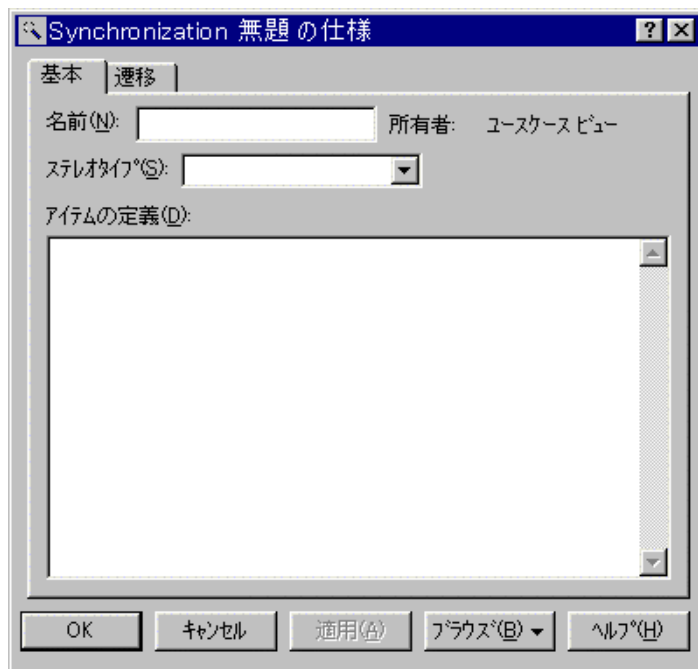 Synchronization 無題 の仕様
基本 遷移
名前(N): 所有者: ﾕｰｽｹｰｽ ﾋﾞｭｰ
ｽﾃﾚｵﾀｲﾌﾟ(S):
ｱｲﾃﾑの定義(D):
OK ｷｬﾝｾﾙ 適用(A) ﾌﾞﾗｳｽﾞ(B) ﾍﾙﾌﾟ(H)